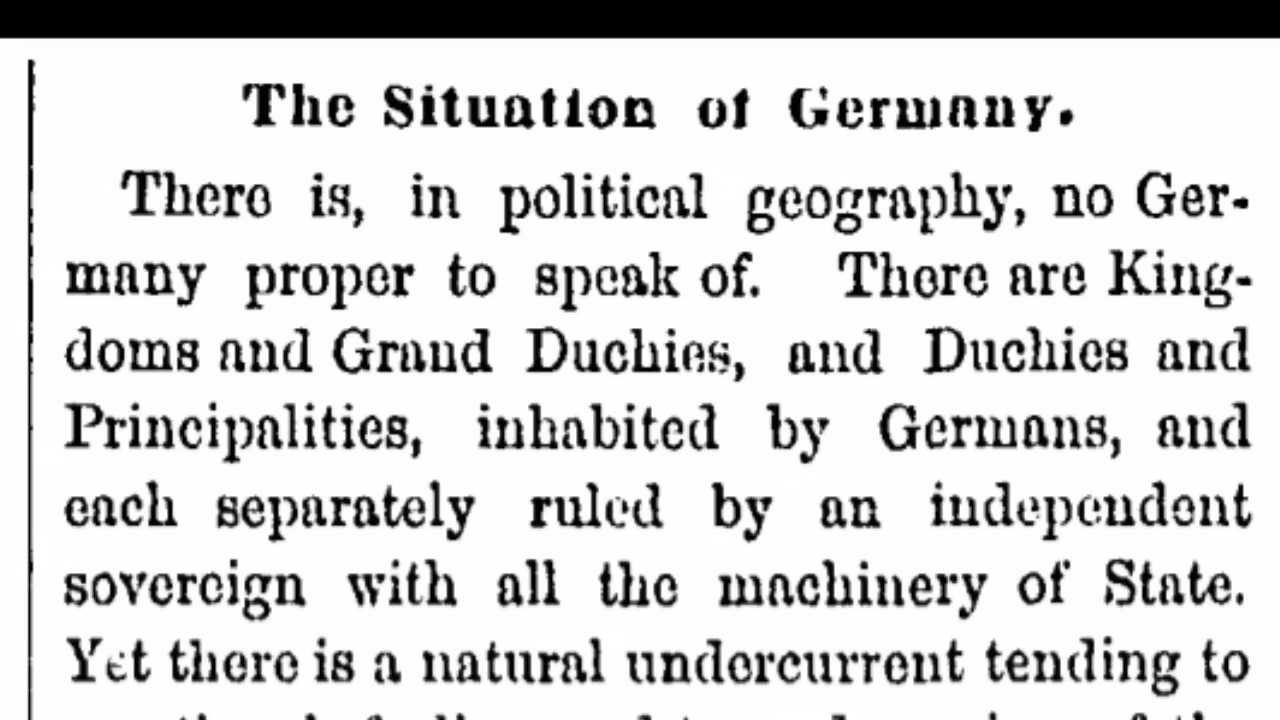 The Situation of Germany.
There is, in political geography, no Ger-
many proper to speak of. There are King-
doms and Grand Duchies, and Duchies and
Principalities, inhabited by Germans, and
each separately ruled by an independent
sovereign with all the machinery of State.
Yet there is a natural undercurrent tending to